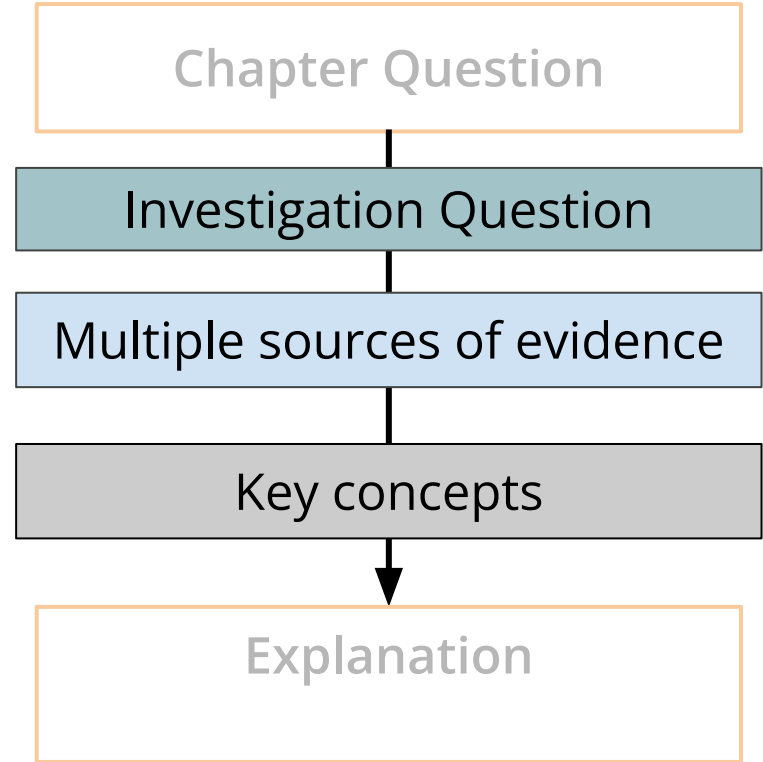 Chapter Question
Investigation Question
Multiple sources of evidence
Key concepts
Explanation